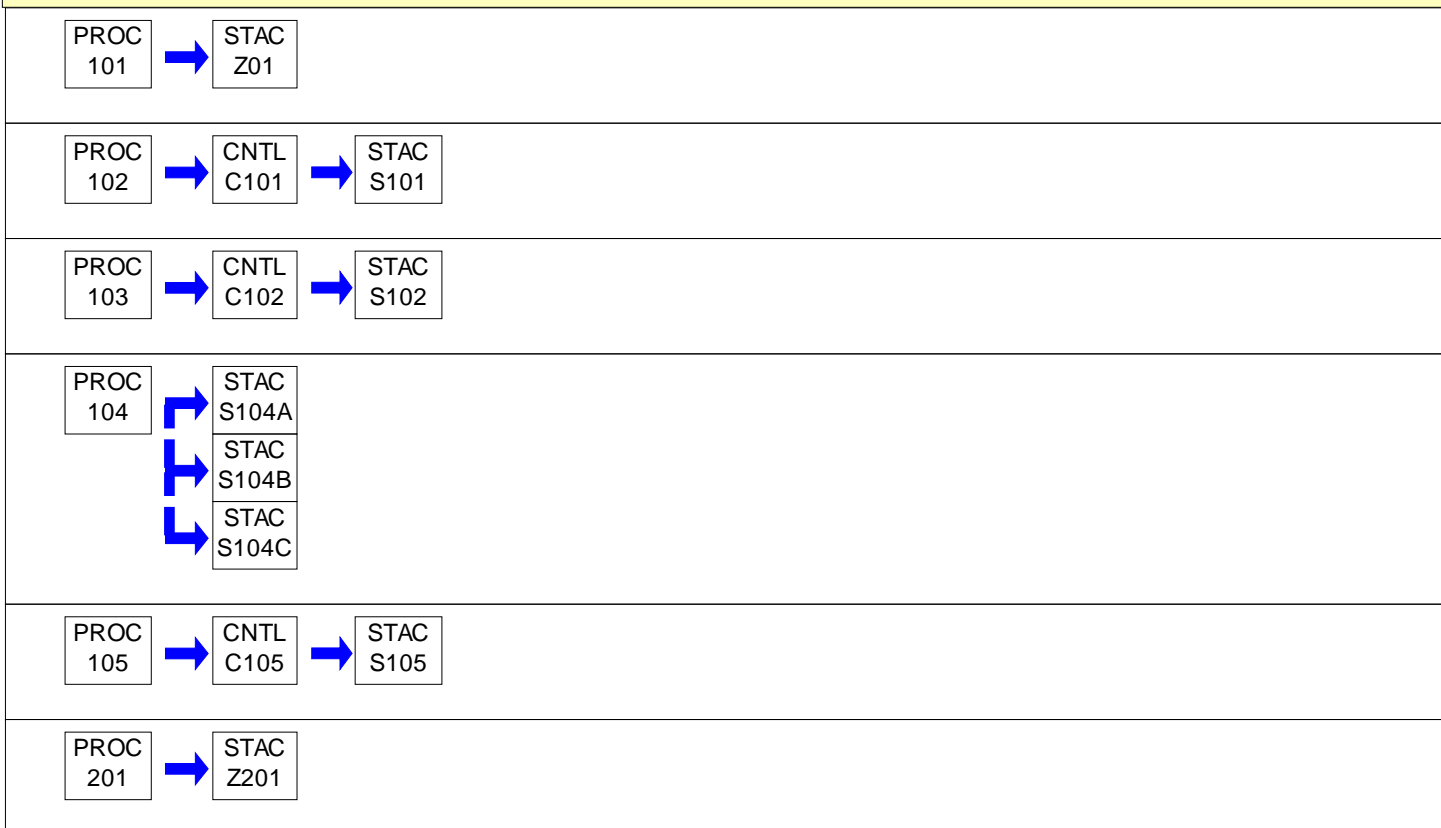 PROC
101
STAC
Z01
PROC
102
CNTL
C101
STAC
S101
PROC
103
CNTL
C102
STAC
S102
PROC
104
STAC
S104A
STAC
S104B
STAC
S104C
PROC
105
CNTL
C105
STAC
S105
PROC
201
STAC
Z201